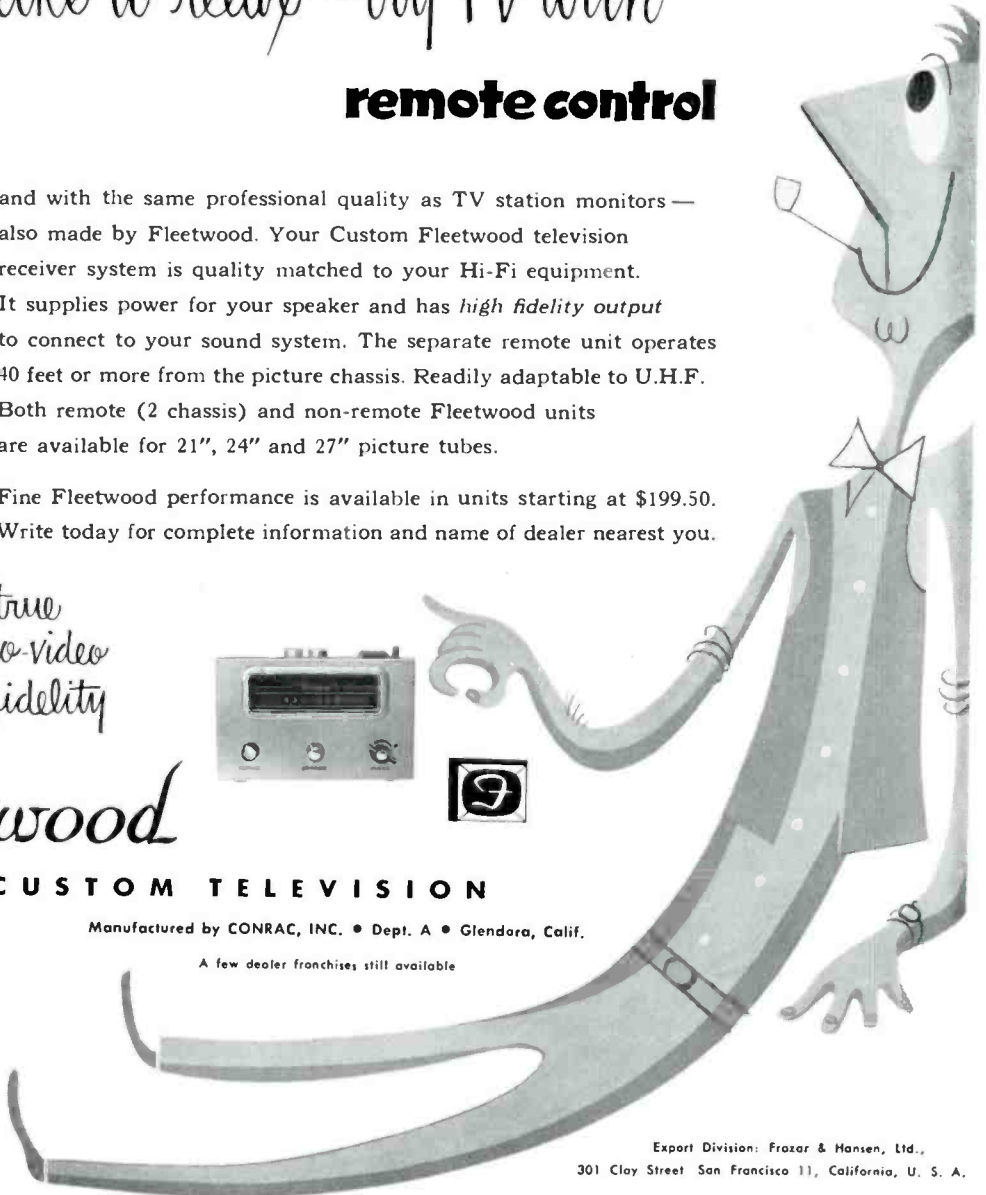 to relax — TV with
remote control
and with the same professional quality as TV station monitors —
also made by Fleetwood. Your Custom Fleetwood television
receiver system is quality matched to your Hi-Fi equipment.
It supplies power for your speaker and has high fidelity output
to connect to your sound system. The separate remote unit operates
40 feet or more from the picture chassis. Readily adaptable to U.H.F.
Both remote (2 chassis) and non-remote Fleetwood units
are available for 21", 24" and 27" picture tubes.
Fine Fleetwood performance is available in units starting at $199.50.
Write today for complete information and name of dealer nearest you.
true
o-video
idelity
wood
CUSTOM TELEVISION
Manufactured by CONRAC, INC. • Dept. A • Glendora, Calif.
A few dealer franchises still available
Export Division: Frazar & Hansen, Ltd.,
301 Clay Street San Francisco 11, California, U. S. A.